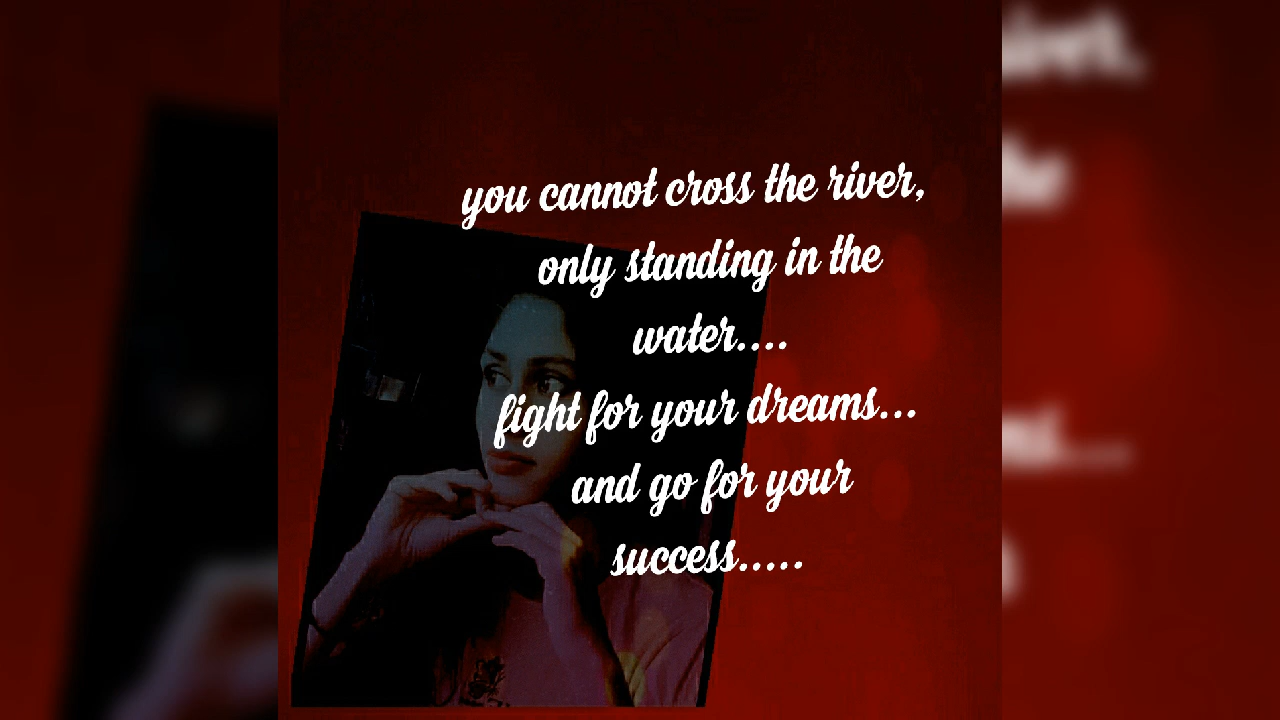 you cannot cross the river,
only standing in the
water....
fight for your dreams...
and go for your
success.....